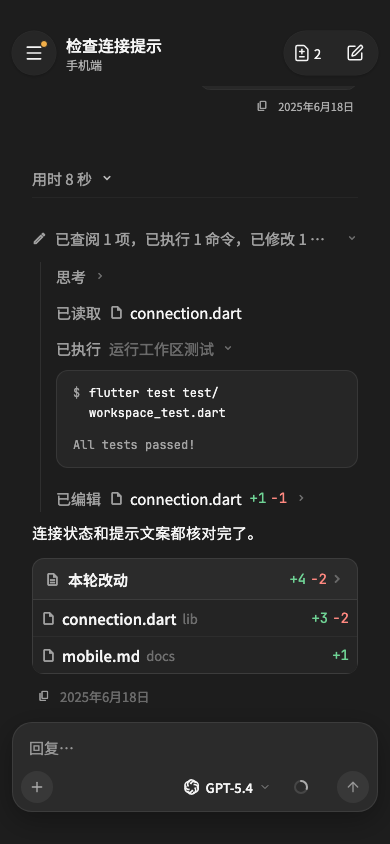 检查连接提示
手机端
2
2025年6月18日
用时 8 秒
已查阅 1 项，已执行 1 命令，已修改 1 …
思考
已读取 connection.dart
已执行 运行工作区测试
$ flutter test test/
workspace_test.dart
All tests passed!
已编辑 connection.dart +1 -1
连接状态和提示文案都核对完了。
本轮改动 +4 -2
connection.dart lib +3 -2
mobile.md docs +1
2025年6月18日
回复…
GPT-5.4